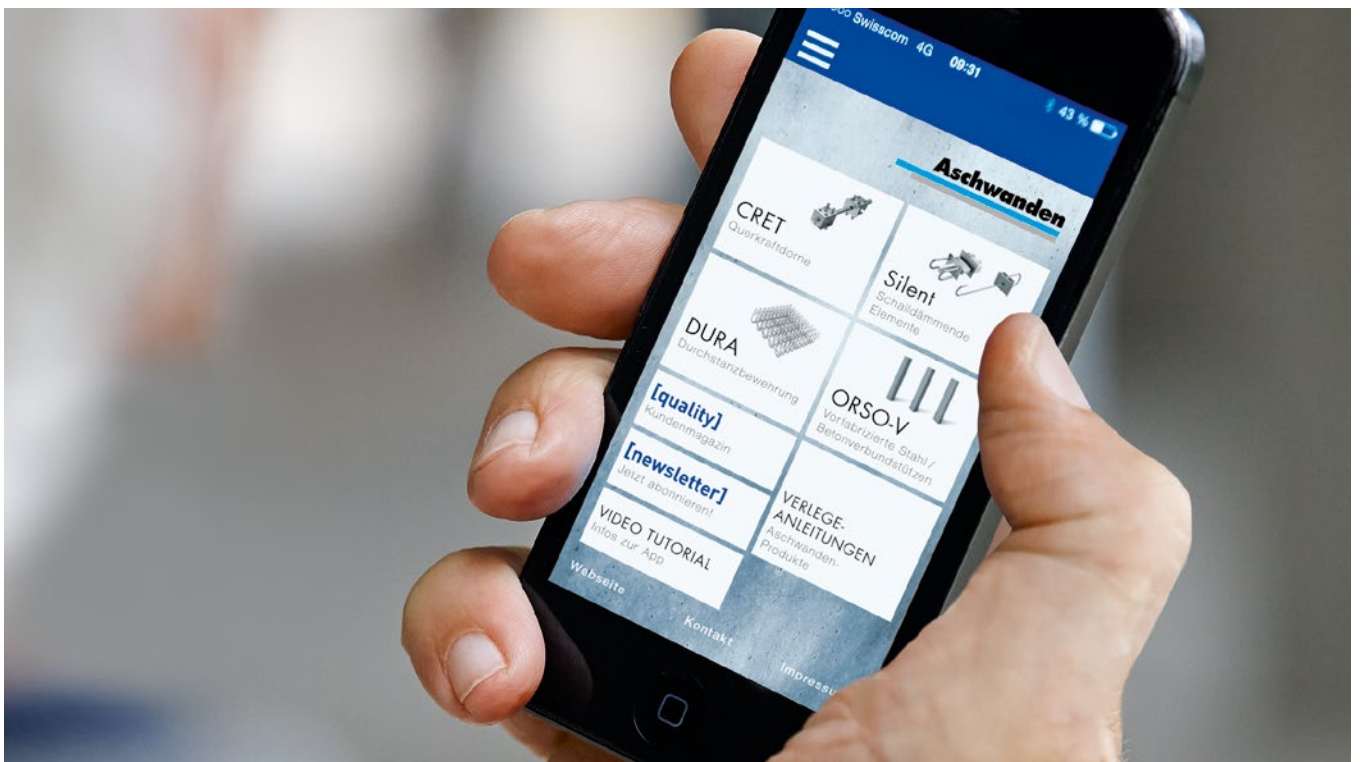 Swisscom 4G 09:31
43 %
Aschwanden
CRET
Querkraftdorne
Silent
Schalldämmende
Elemente
DURA
Durchstanzbewehrung
ORSO-V
Vorfabrizierte Stahl /
Betonverbundstützen
[quality]
Kundenmagazin
[newsletter]
Jetzt abonnieren!
VERLEGE-
ANLEITUNGEN
Aschwanden-
Produkte
VIDEO TUTORIAL
Infos zur App
Webseite
Kontakt
Impressu